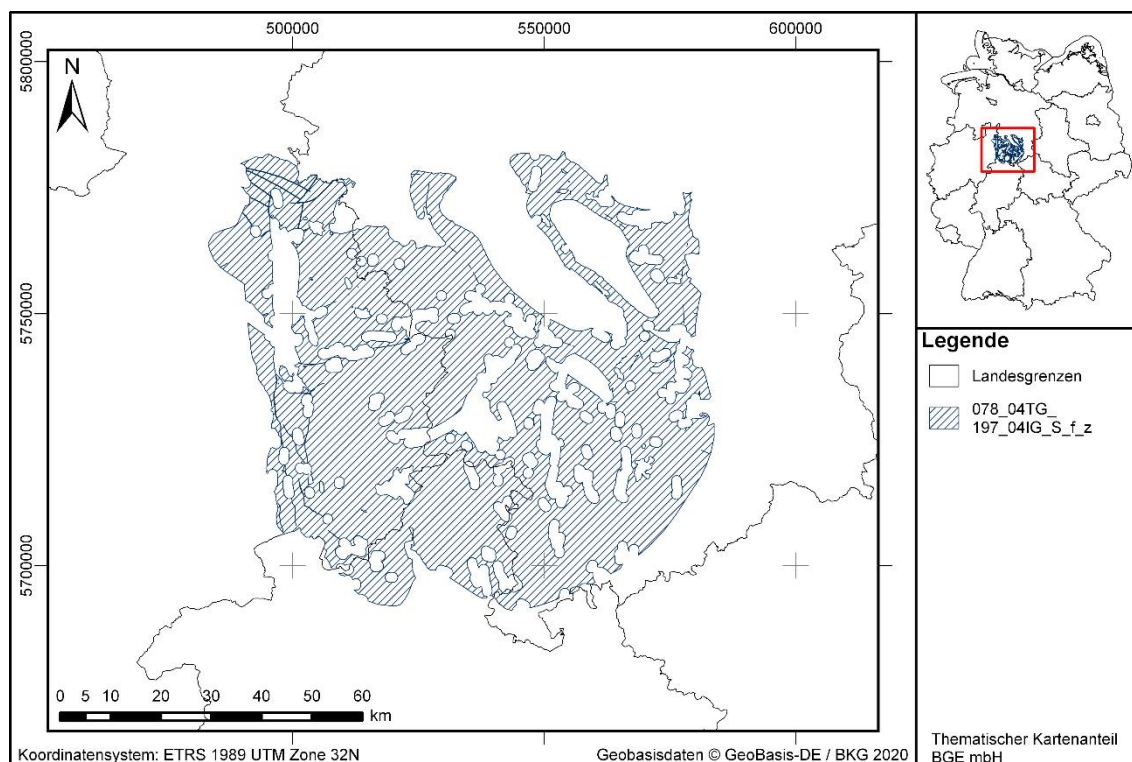 500000 550000 600000
5800000
N
5750000
5700000
0 5 10 20 30 40 50 60
km
Koordinatensystem: ETRS 1989 UTM Zone 32N
Geobasisdaten © GeoBasis-DE / BKG 2020
Legende
Landesgrenzen
078_04TG_
197_04IG_S_f_z
Thematischer Kartenanteil
BGE mbH